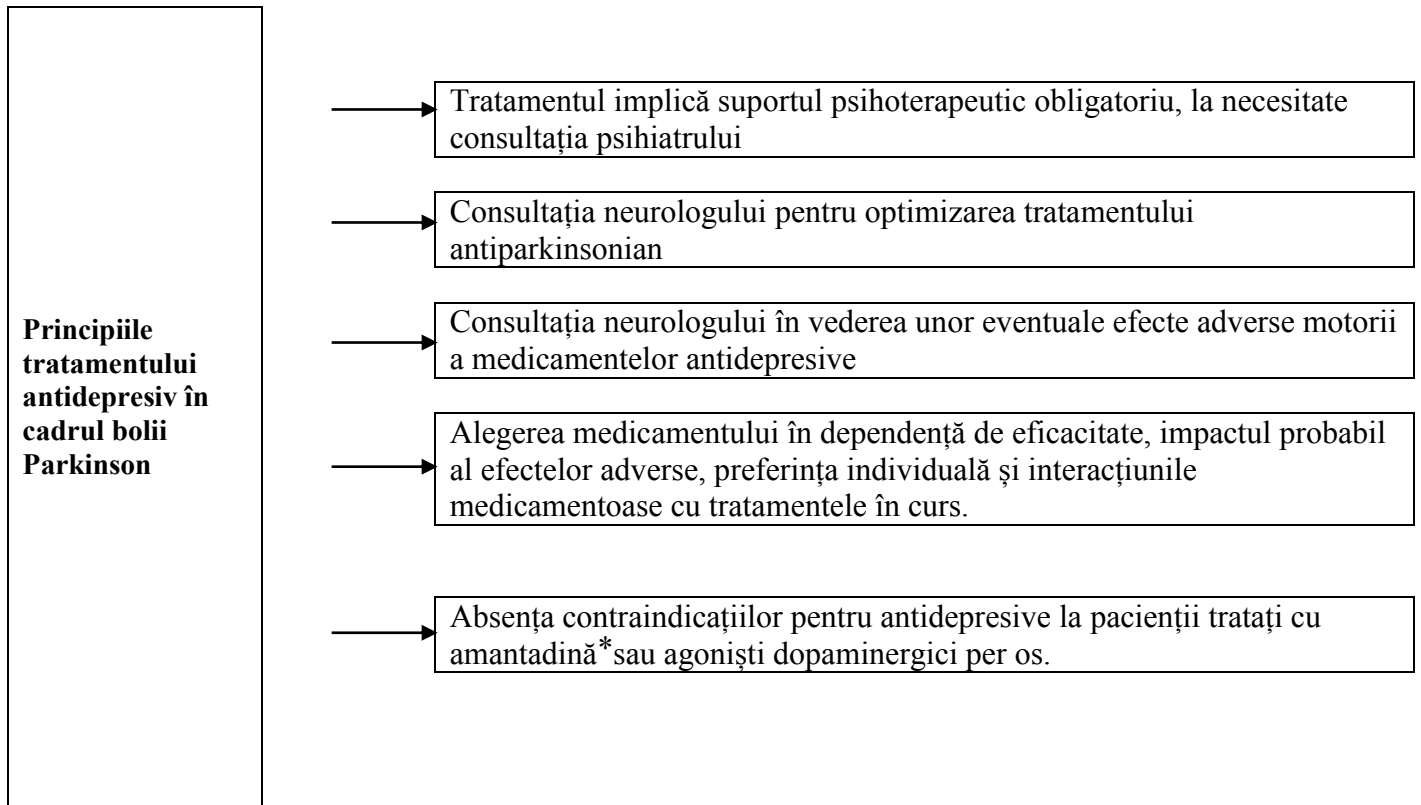 Principiile
tratamentului
antidepresiv în
cadrul bolii
Parkinson
Tratamentul implică suportul psihoterapeutic obligatoriu, la necesitate
consultația psihiatrului
Consultația neurologului pentru optimizarea tratamentului
antiparkinsonian
Consultația neurologului în vederea unor eventuale efecte adverse motorii
a medicamentelor antidepresive
Alegerea medicamentului în dependență de eficacitate, impactul probabil
al efectelor adverse, preferința individuală și interacțiunile
medicamentoase cu tratamentele în curs.
Absența contraindicațiilor pentru antidepresive la pacienții tratați cu
amantadină*sau agoniști dopaminergici per os.